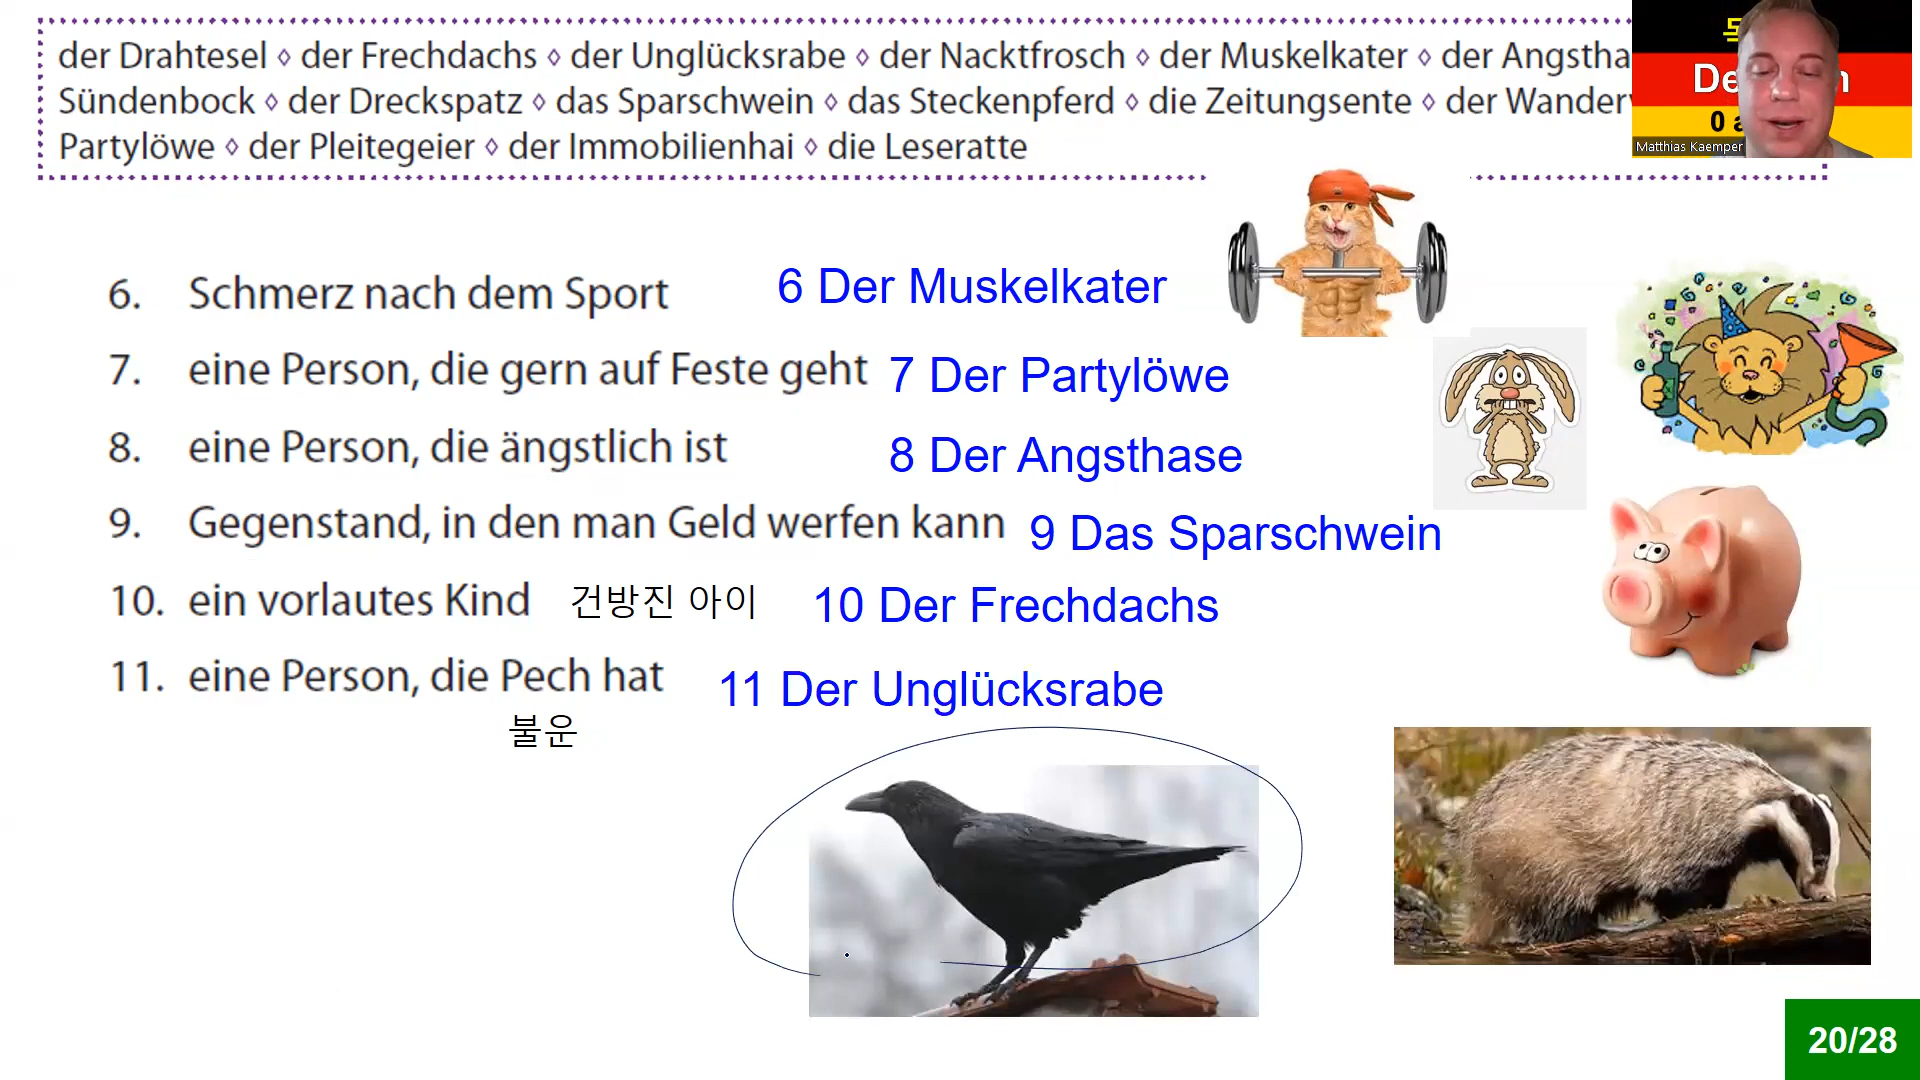 der Drahtesel ◊ der Frechdachs ◊ der Unglücksrabe ◊ der Nacktfrosch ◊ der Muskelkater ◊ der Angstha
Sündenbock ◊ der Dreckspatz ◊ das Sparschwein ◊ das Steckenpferd ◊ die Zeitungsente ◊ der Wander
Partylöwe ◊ der Pleitegeier ◊ der Immobilienhai ◊ die Leseratte
De n
0 a
Matthias Kaemper
6. Schmerz nach dem Sport 6 Der Muskelkater
7. eine Person, die gern auf Feste geht 7 Der Partylöwe
8. eine Person, die ängstlich ist 8 Der Angsthase
9. Gegenstand, in den man Geld werfen kann 9 Das Sparschwein
10. ein vorlautes Kind 건방진 아이 10 Der Frechdachs
11. eine Person, die Pech hat 11 Der Unglücksrabe
불운
20/28